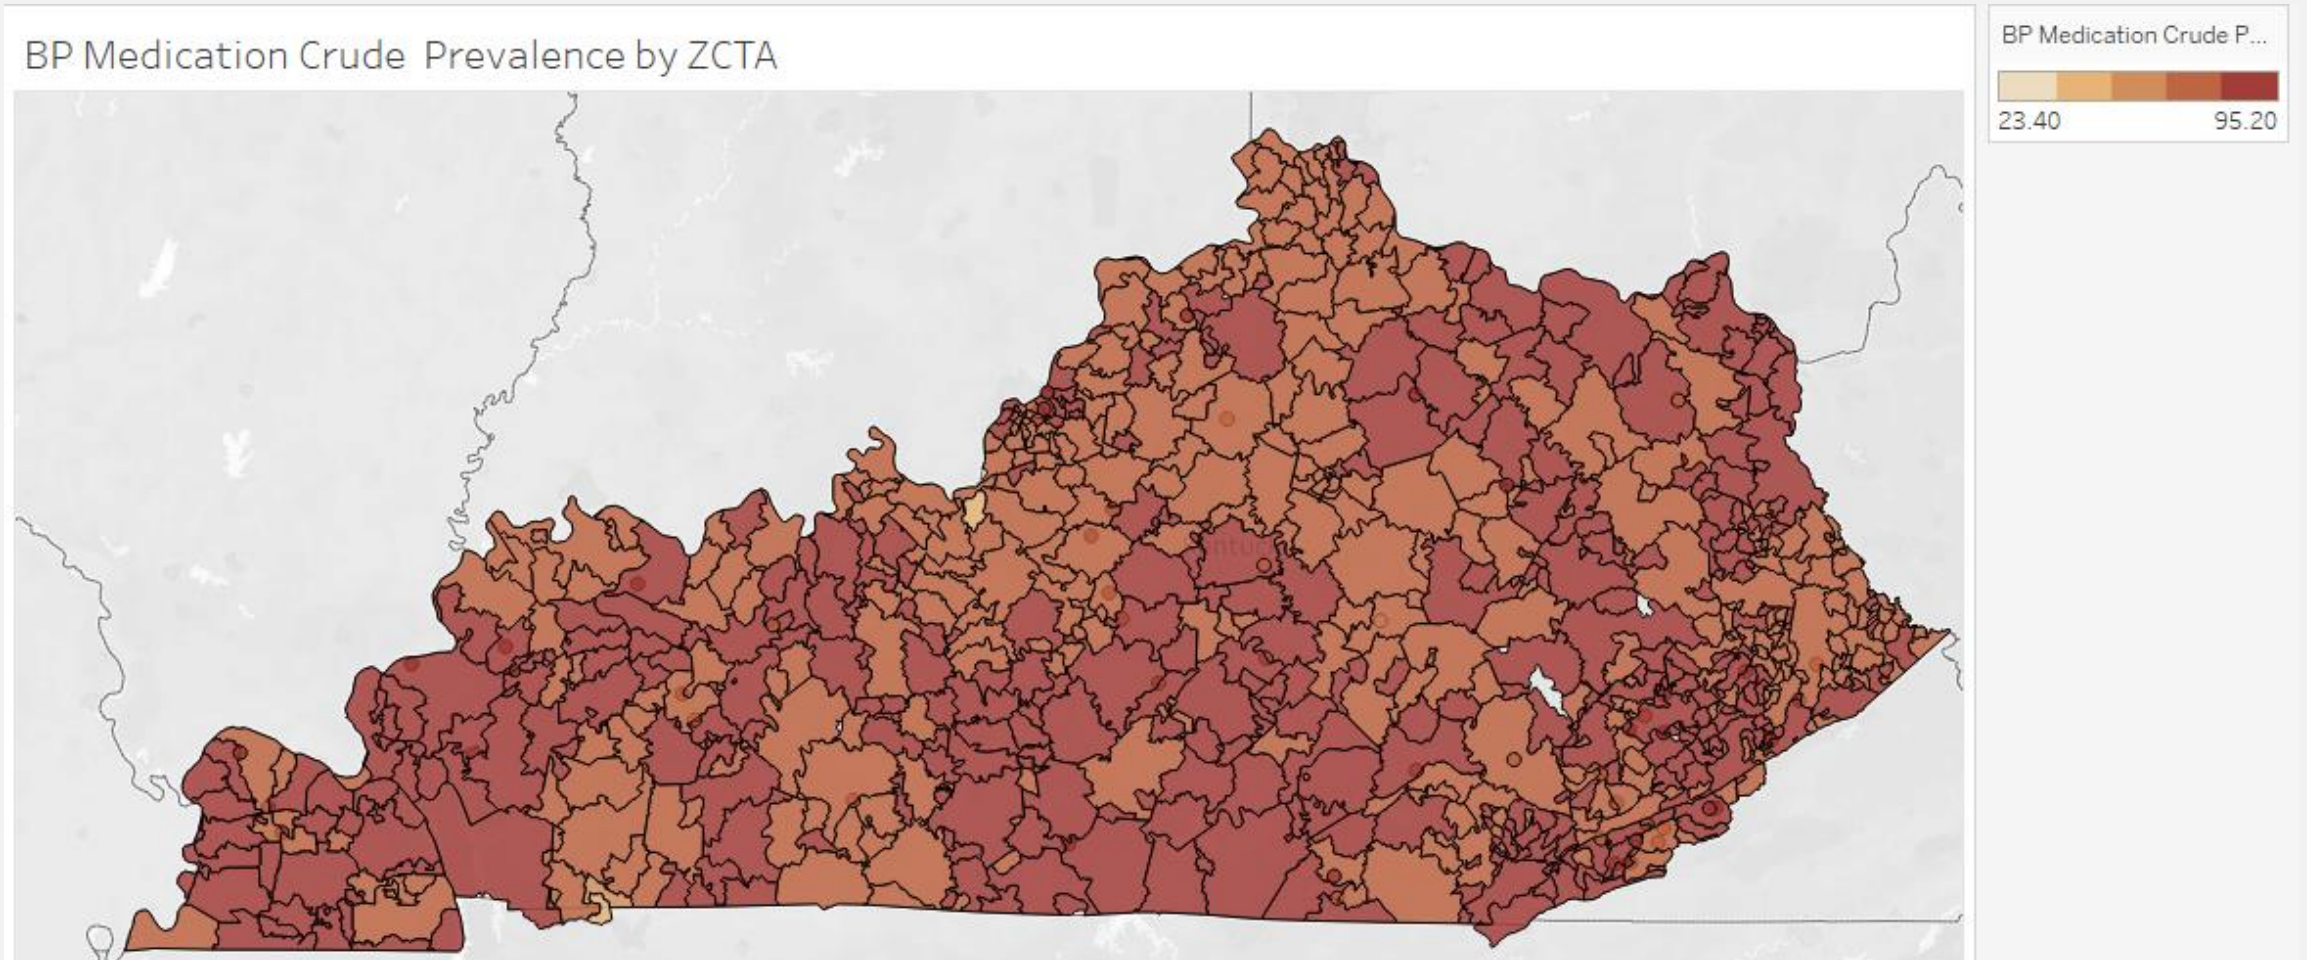 BP Medication Crude Prevalence by ZCTA
BP Medication Crude P...
23.40 95.20